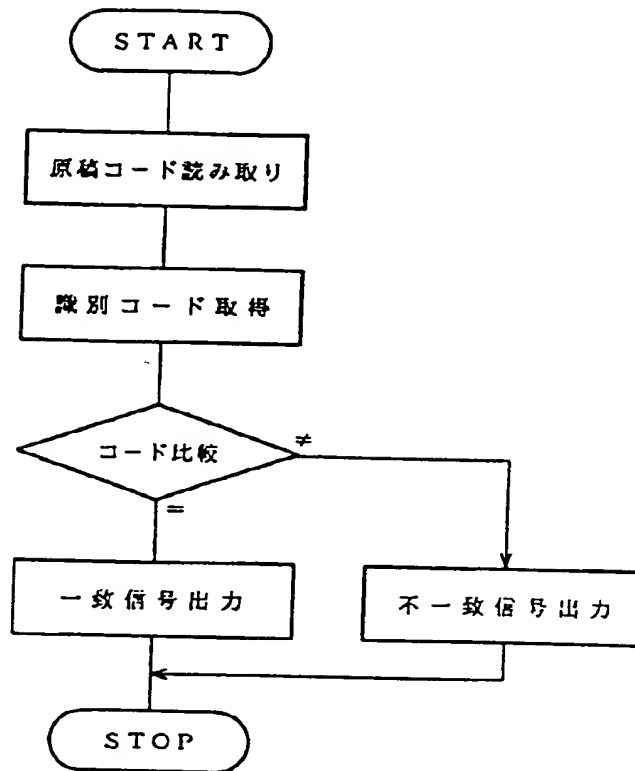 START
原稿コード読み取り
識別コード取得
コード比較
≠
=
一致信号出力
不一致信号出力
STOP